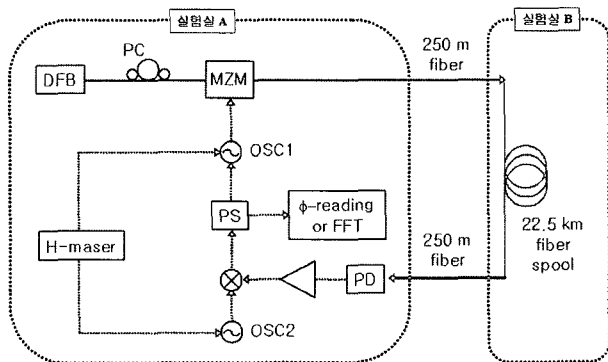 실험실 A
실험실 B
PC
DFB
MZM
250 m
fiber
OSC1
PS
ϕ-reading
or FFT
H-maser
22.5 km
fiber
spool
250 m
fiber
PD
OSC2